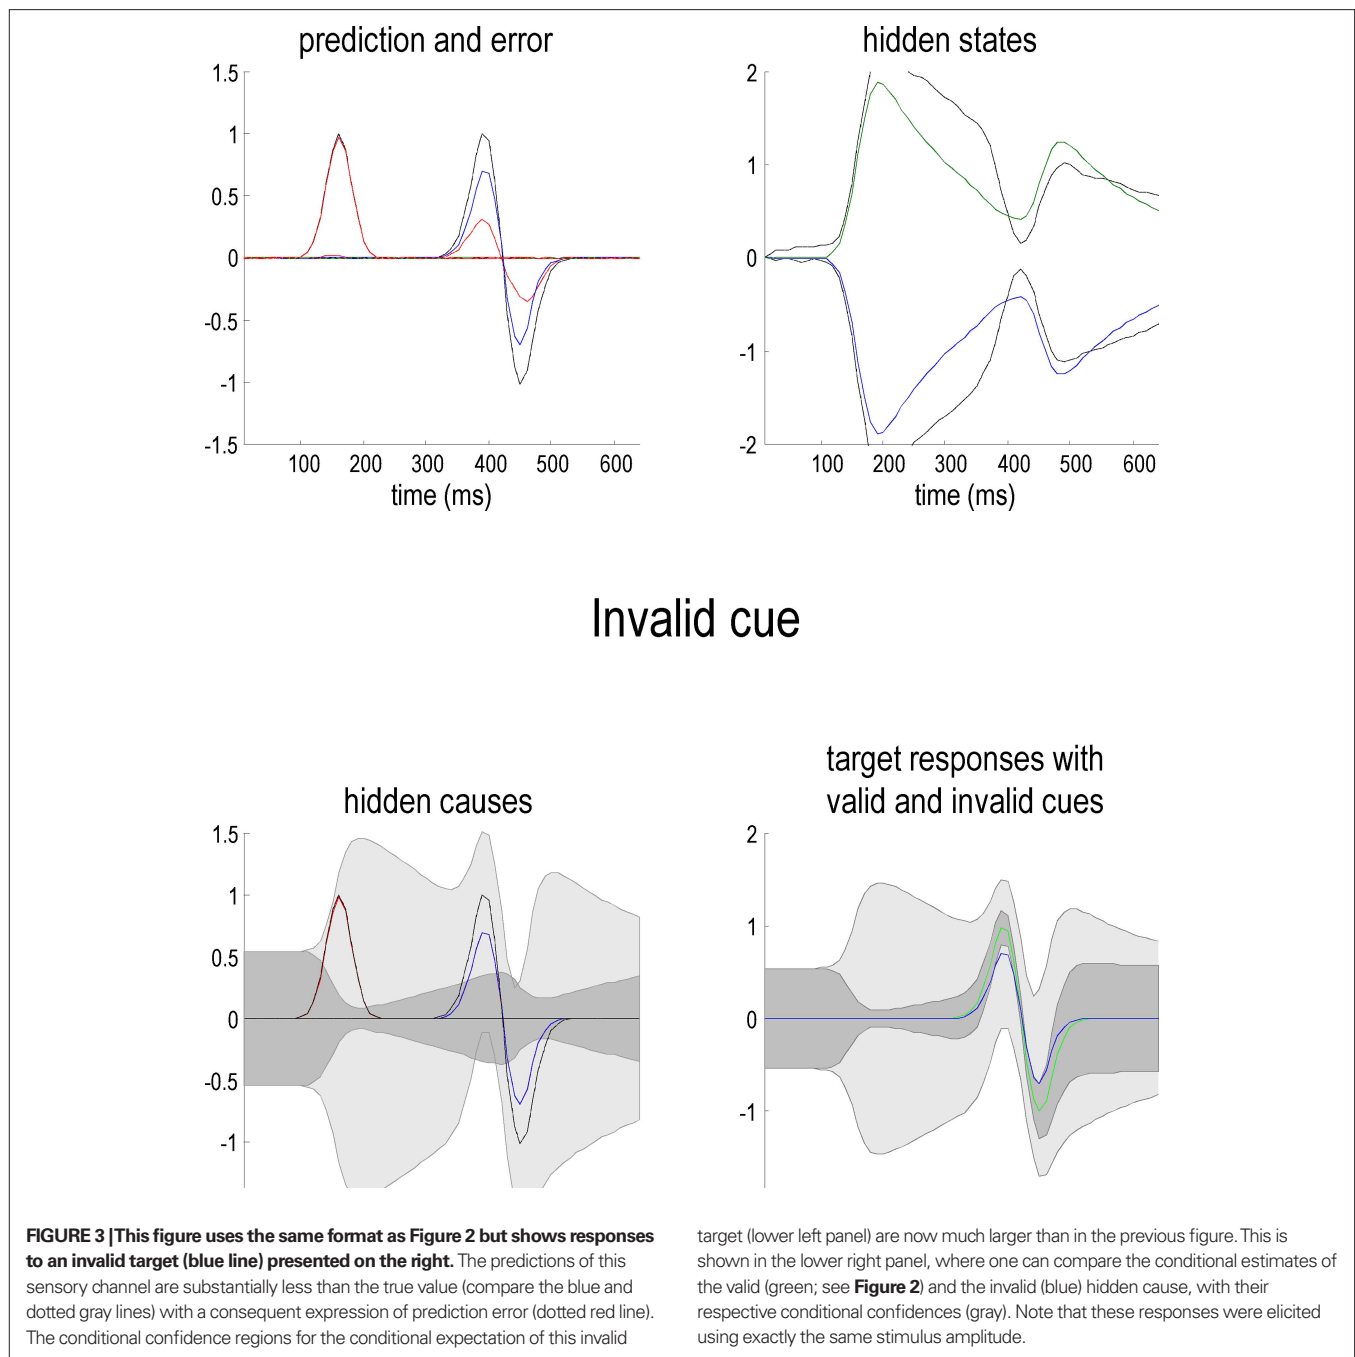 prediction and error
1.5
1
0.5
0
-0.5
-1
-1.5
100 200 300 400 500 600
time (ms)
hidden states
2
1
0
-1
-2
100 200 300 400 500 600
time (ms)
Invalid cue
hidden causes
1.5
1
0.5
0
-0.5
-1
target responses with
valid and invalid cues
2
1
0
-1
FIGURE 3 | This figure uses the same format as Figure 2 but shows responses
to an invalid target (blue line) presented on the right. The predictions of this
sensory channel are substantially less than the true value (compare the blue and
dotted gray lines) with a consequent expression of prediction error (dotted red line).
The conditional confidence regions for the conditional expectation of this invalid
target (lower left panel) are now much larger than in the previous figure. This is
shown in the lower right panel, where one can compare the conditional estimates of
the valid (green; see Figure 2) and the invalid (blue) hidden cause, with their
respective conditional confidences (gray). Note that these responses were elicited
using exactly the same stimulus amplitude.